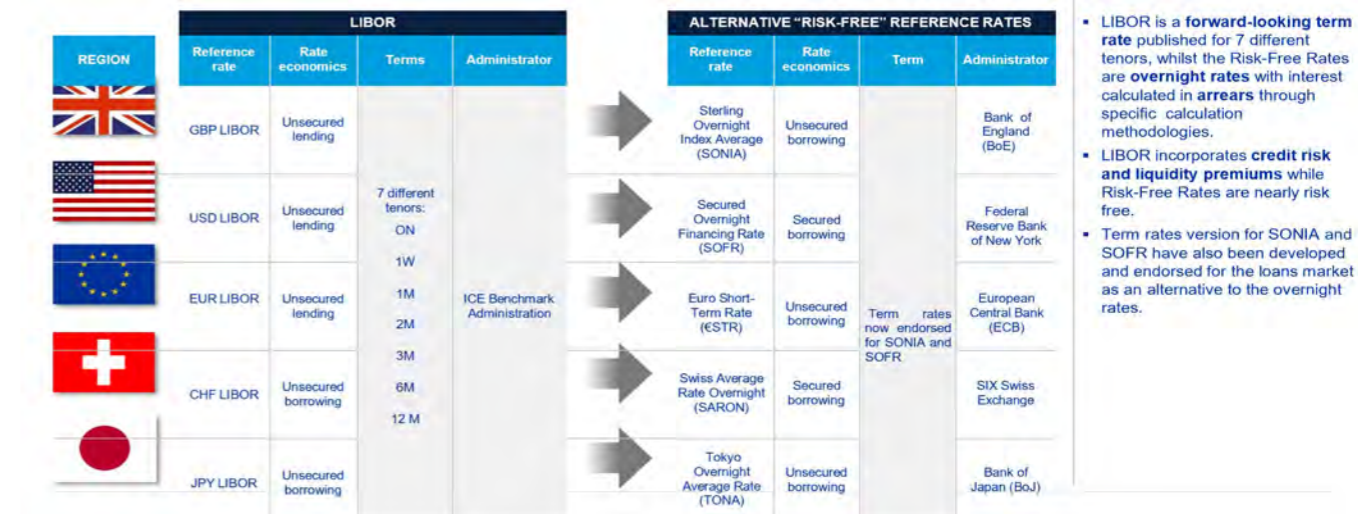 LIBOR
ALTERNATIVE “RISK-FREE” REFERENCE RATES
REGION
Reference
rate
Rate
economics
Terms
Administrator
Reference
rate
Rate
economics
Term
Administrator
GBP LIBOR
Unsecured
lending
Sterling
Overnight
Index Average
(SONIA)
Unsecured
borrowing
Bank of
England
(BoE)
USD LIBOR
Unsecured
lending
Secured
Overnight
Financing Rate
(SOFR)
Secured
borrowing
Federal
Reserve Bank
of New York
EUR LIBOR
Unsecured
lending
Euro Short-
Term Rate
(€STR)
Unsecured
borrowing
European
Central Bank
(ECB)
CHF LIBOR
Unsecured
borrowing
Swiss Average
Rate Overnight
(SARON)
Secured
borrowing
SIX Swiss
Exchange
JPY LIBOR
Unsecured
borrowing
Tokyo
Overnight
Average Rate
(TONA)
Unsecured
borrowing
Bank of
Japan (BoJ)
7 different
tenors:
ON
1W
1M
2M
3M
6M
12 M
ICE Benchmark
Administration
Term rates
now endorsed
for SONIA and
SOFR
▪ LIBOR is a forward-looking term
rate published for 7 different
tenors, whilst the Risk-Free Rates
are overnight rates with interest
calculated in arrears through
specific calculation
methodologies.
▪ LIBOR incorporates credit risk
and liquidity premiums while
Risk-Free Rates are nearly risk
free.
▪ Term rates version for SONIA and
SOFR have also been developed
and endorsed for the loans market
as an alternative to the overnight
rates.